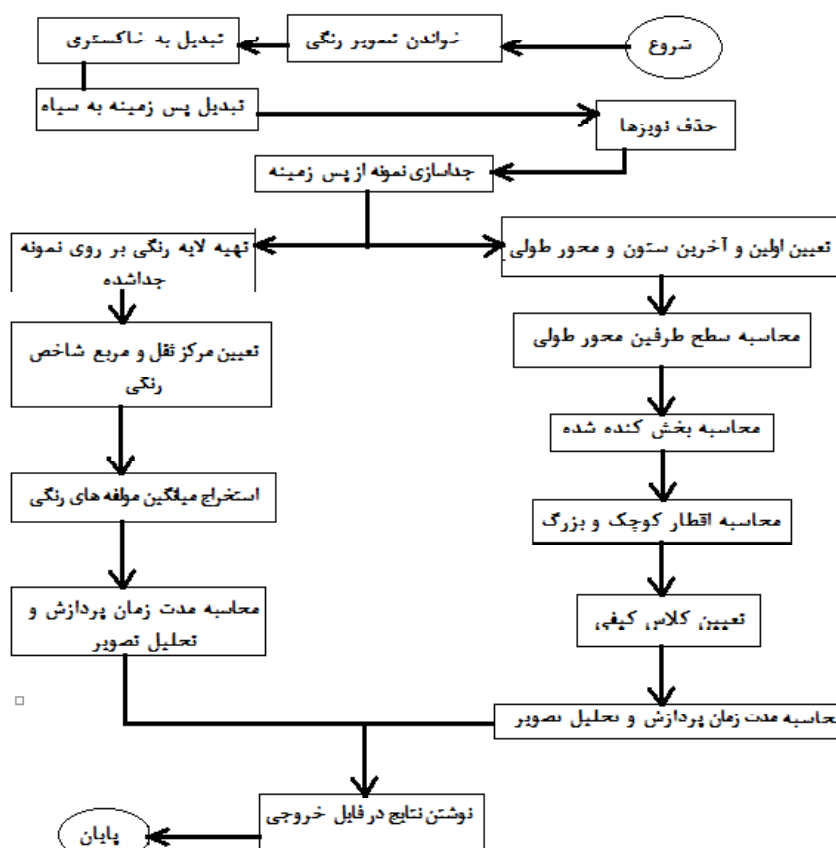 شروع
خواندن تصویر رنگی
تبدیل به خاکستری
تبدیل پس زمینه به سیاه
حذف نویزها
جداسازی نمونه از پس زمینه
تعیین اولین و آخرین ستون و محور طولی
محاسبه سطح طرفین محور طولی
محاسبه بخش کنده شده
محاسبه اقطار کوچک و بزرگ
تعیین کلاس کیفی
محاسبه مدت زمان پردازش و تحلیل تصویر
تهیه لایه رنگی بر روی نمونه
جداشده
تعیین مرکز ثقل و مربع شاخص
رنگی
استخراج میانگین مولفه های رنگی
محاسبه مدت زمان پردازش و
تحلیل تصویر
نوشتن نتایج در فایل خروجی
پایان